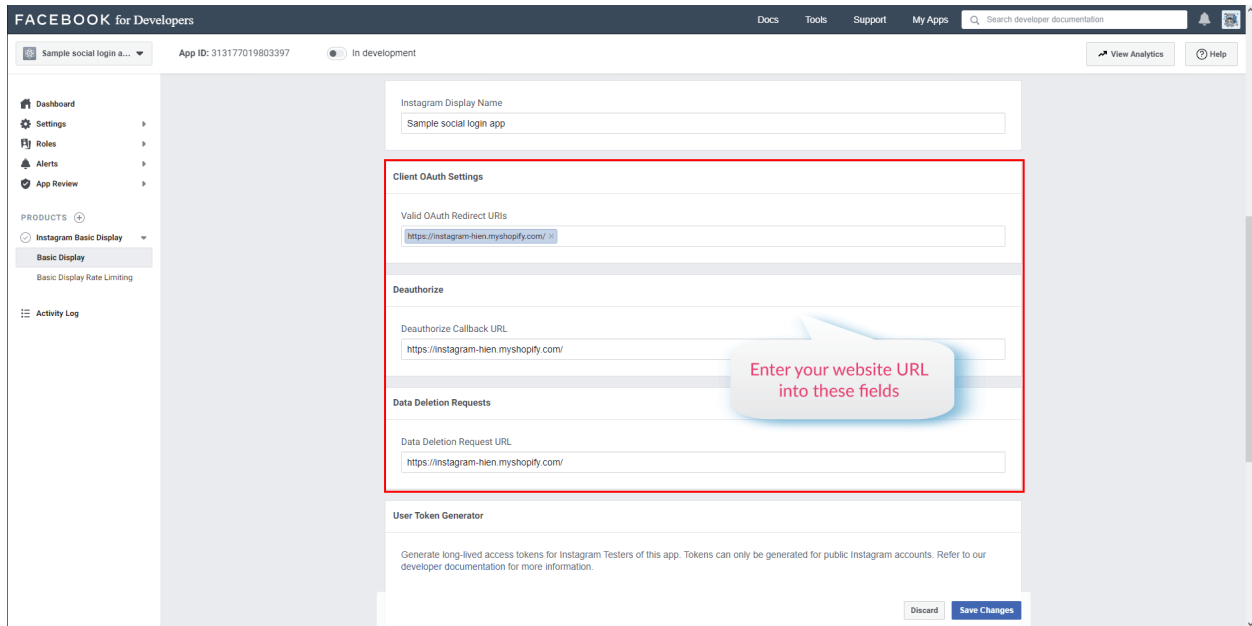 FACEBOOK for Developers
Docs Tools Support My Apps Search developer documentation
Sample social login a... App ID: 313177019803397 In development View Analytics Help
Dashboard
Settings
Roles
Alerts
App Review
PRODUCTS
Instagram Basic Display
Basic Display
Basic Display Rate Limiting
Activity Log
Instagram Display Name
Sample social login app
Client OAuth Settings
Valid OAuth Redirect URIs
https://instagram-hien.myshopify.com/ ×
Deauthorize
Deauthorize Callback URL
https://instagram-hien.myshopify.com/
Enter your website URL
into these fields
Data Deletion Requests
Data Deletion Request URL
https://instagram-hien.myshopify.com/
User Token Generator
Generate long-lived access tokens for Instagram Testers of this app. Tokens can only be generated for public Instagram accounts. Refer to our
developer documentation for more information.
Discard Save Changes